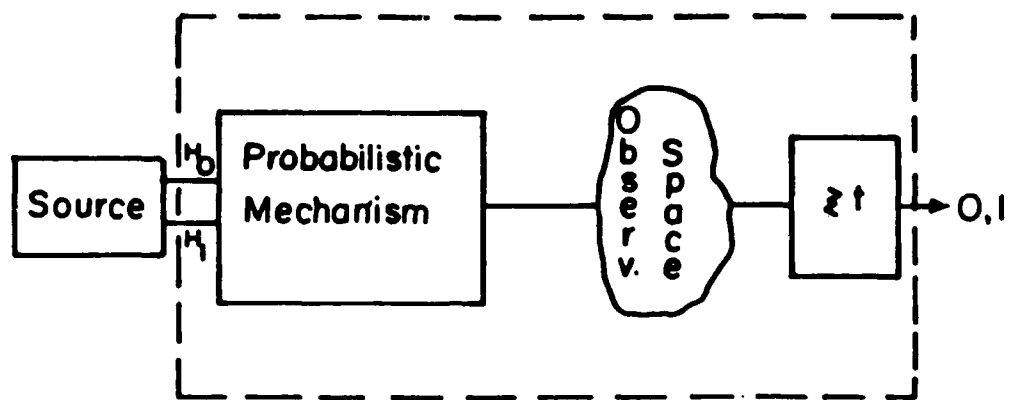 Source
H₀
H₁
Probabilistic
Mechanism
Observ.
Space
≷ t
0,1